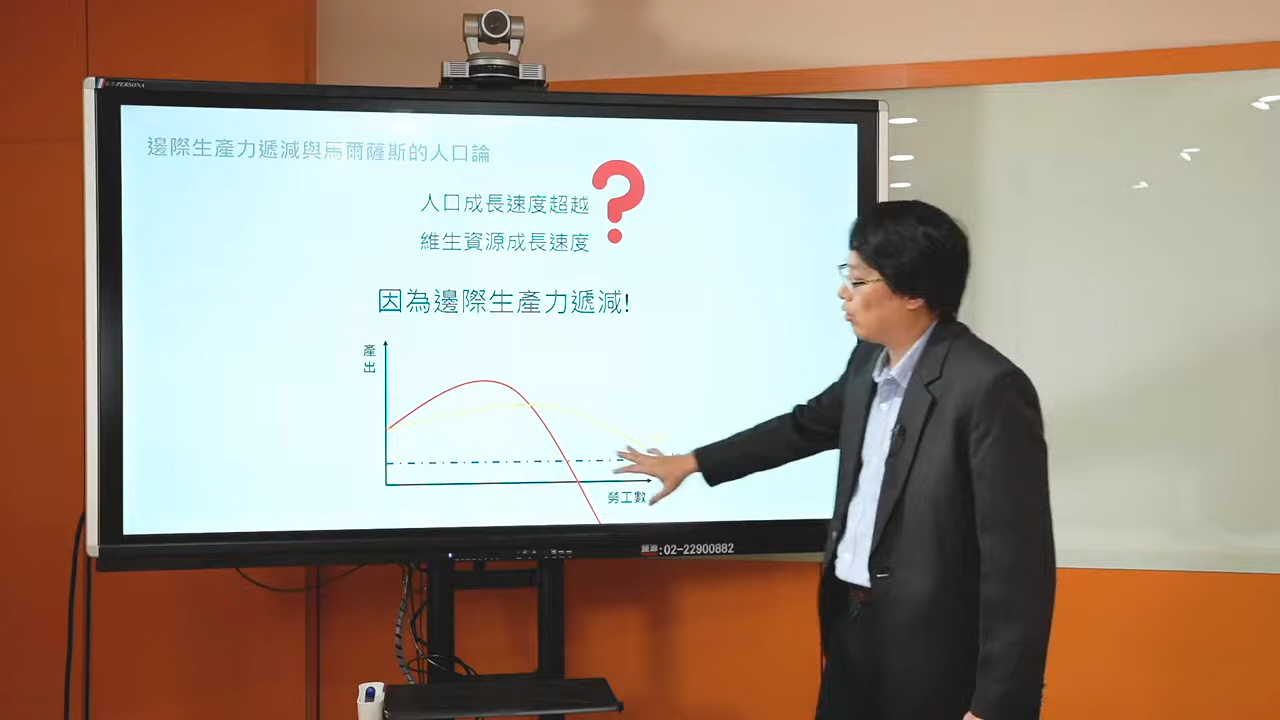 PERSONA
邊際生產力遞減與馬爾薩斯的人口論
人口成長速度超越
維生資源成長速度
?
因為邊際生產力遞減!
產出
勞工數
:02-22900882